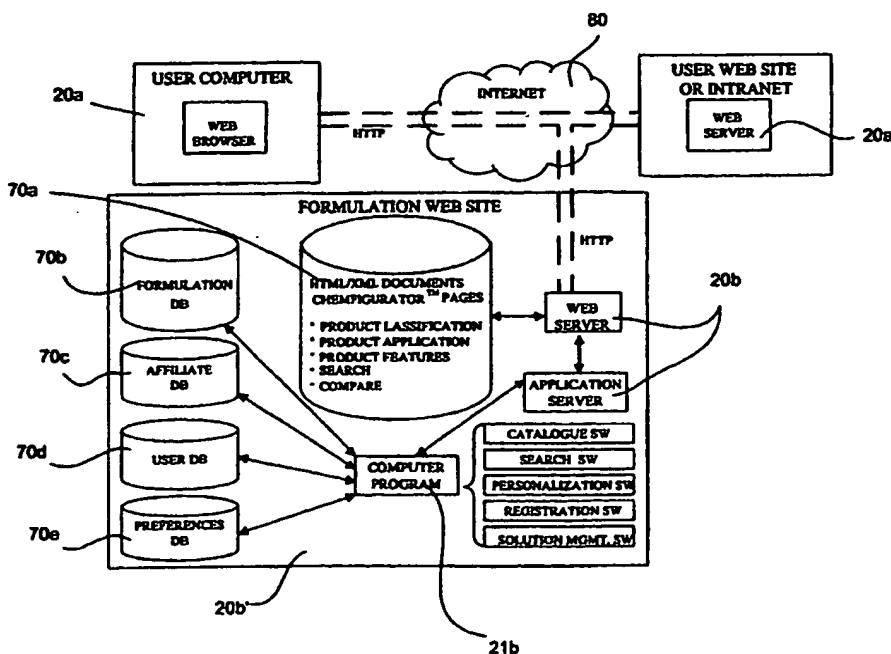 80
USER COMPUTER
WEB
BROWSER
20a
INTERNET
HTTP
USER WEB SITE
OR INTRANET
WEB
SERVER
20a
70a
FORMULATION WEB SITE
HTTP
70b
FORMULATION
DB
HTML/XML DOCUMENTS
CHEMFIGURATOR™ PAGES
* PRODUCT LASSIFICATION
* PRODUCT APPLICATION
* PRODUCT FEATURES
* SEARCH
* COMPARE
WEB
SERVER
20b
70c
AFFILIATE
DB
APPLICATION
SERVER
70d
USER DB
COMPUTER
PROGRAM
CATALOGUE SW
SEARCH SW
PERSONALIZATION SW
REGISTRATION SW
SOLUTION MGMT. SW
70e
PREFERENCES
DB
20b'
21b